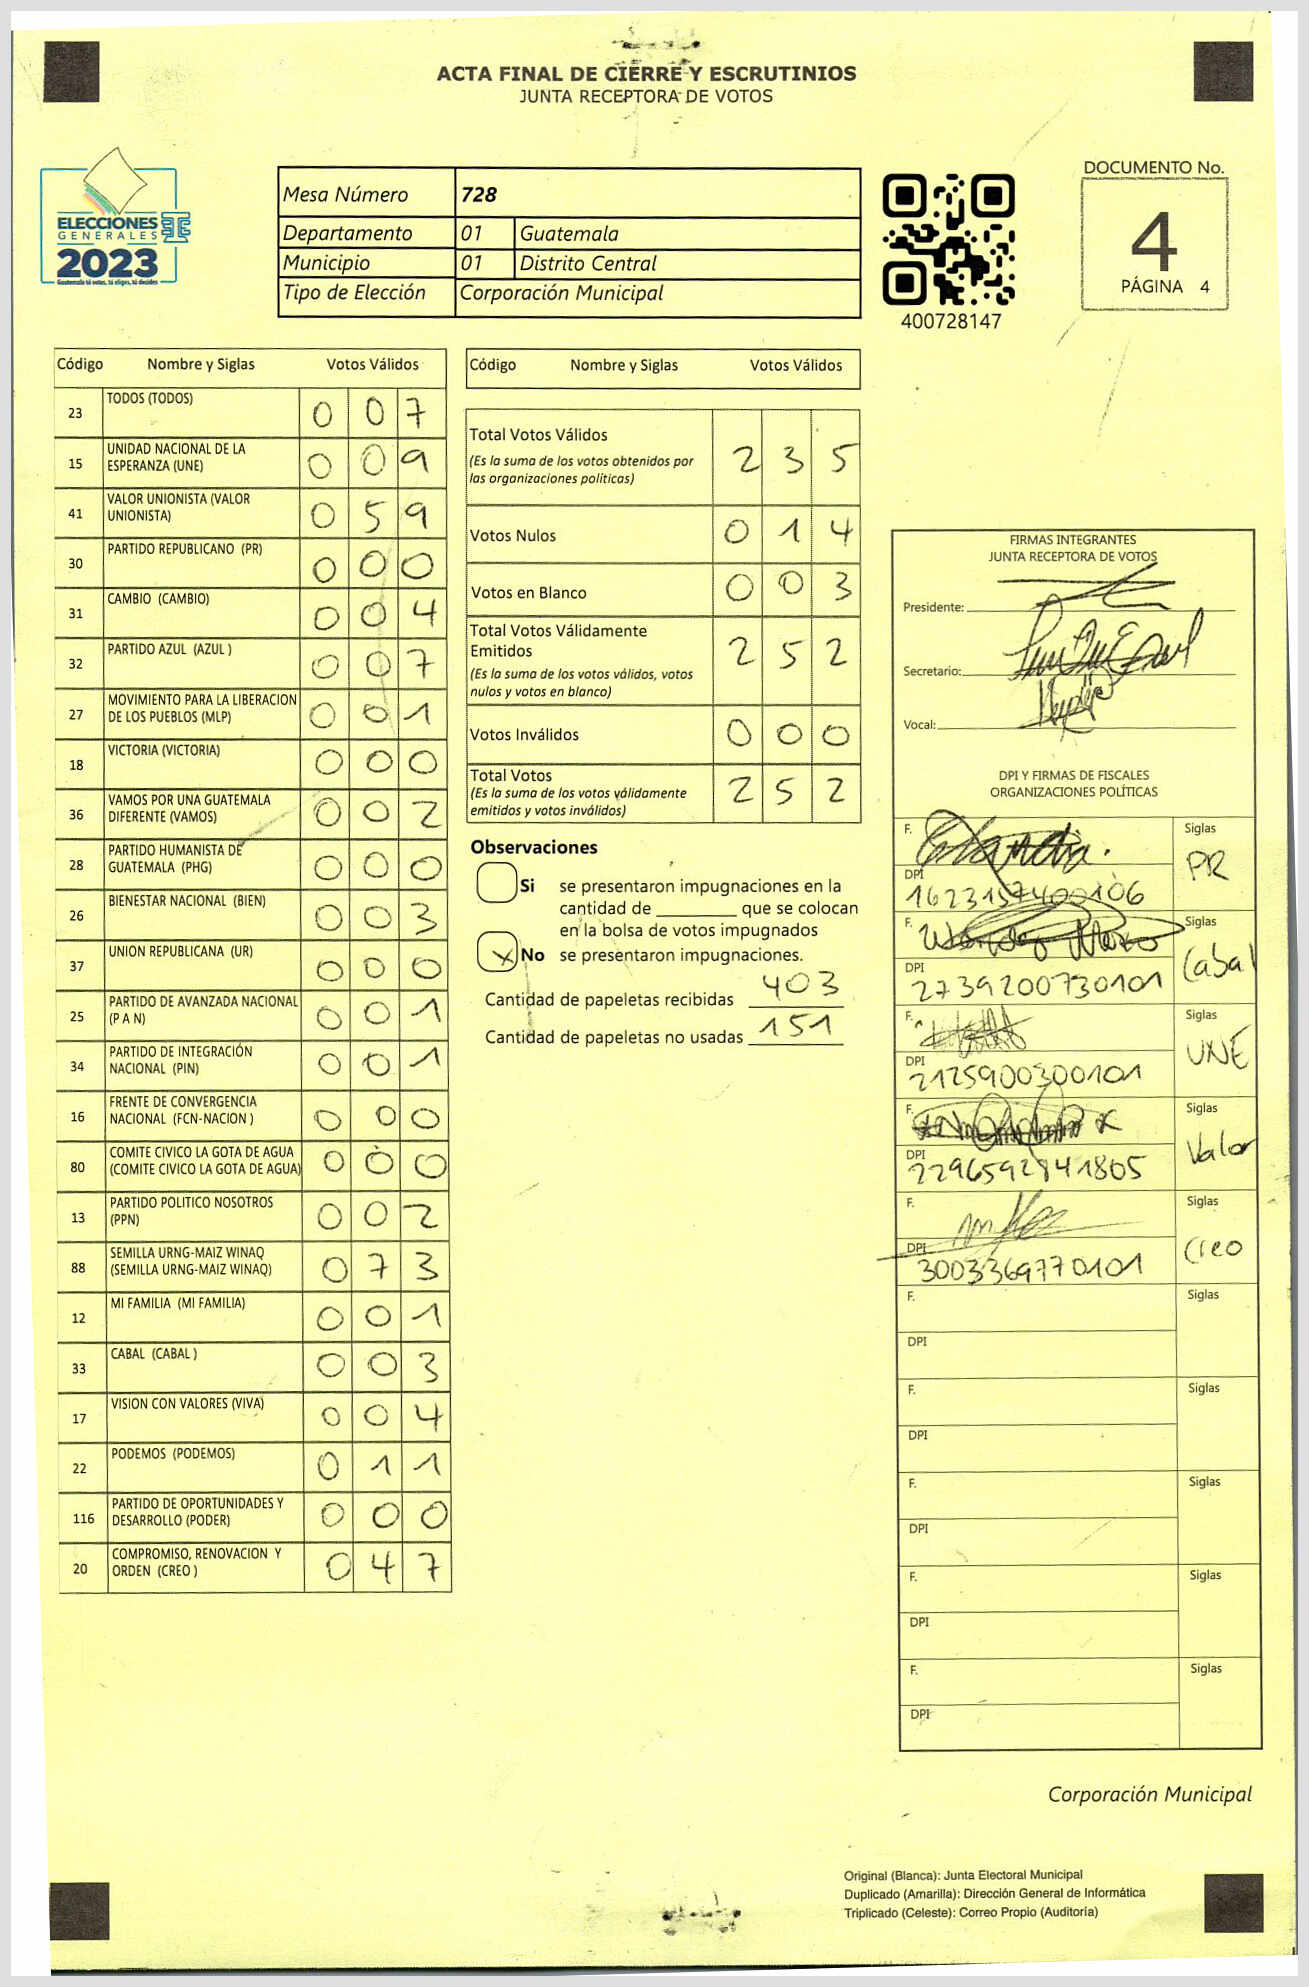 ACTA FINAL DE CIERRE Y ESCRUTINIOS
JUNTA RECEPTORA DE VOTOS
ELECCIONES
GENERALES
2023
Guatemala tú votas, tú eliges, tú decides
Mesa Número 728
Departamento 01 Guatemala
Municipio 01 Distrito Central
Tipo de Elección Corporación Municipal
400728147
DOCUMENTO No.
4
PÁGINA 4
Código Nombre y Siglas Votos Válidos
23 TODOS (TODOS) 0 0 7
15 UNIDAD NACIONAL DE LA
ESPERANZA (UNE) 0 0 9
41 VALOR UNIONISTA (VALOR
UNIONISTA) 0 5 9
30 PARTIDO REPUBLICANO (PR) 0 0 0
31 CAMBIO (CAMBIO) 0 0 4
32 PARTIDO AZUL (AZUL ) 0 0 7
27 MOVIMIENTO PARA LA LIBERACION
DE LOS PUEBLOS (MLP) 0 0 1
18 VICTORIA (VICTORIA) 0 0 0
36 VAMOS POR UNA GUATEMALA
DIFERENTE (VAMOS) 0 0 2
28 PARTIDO HUMANISTA DE
GUATEMALA (PHG) 0 0 0
26 BIENESTAR NACIONAL (BIEN) 0 0 3
37 UNION REPUBLICANA (UR) 0 0 0
25 PARTIDO DE AVANZADA NACIONAL
(P A N) 0 0 1
34 PARTIDO DE INTEGRACIÓN
NACIONAL (PIN) 0 0 1
16 FRENTE DE CONVERGENCIA
NACIONAL (FCN-NACION ) 0 0 0
80 COMITE CIVICO LA GOTA DE AGUA
(COMITE CIVICO LA GOTA DE AGUA) 0 0 0
13 PARTIDO POLITICO NOSOTROS
(PPN) 0 0 2
88 SEMILLA URNG-MAIZ WINAQ
(SEMILLA URNG-MAIZ WINAQ) 0 7 3
12 MI FAMILIA (MI FAMILIA) 0 0 1
33 CABAL (CABAL ) 0 0 3
17 VISION CON VALORES (VIVA) 0 0 4
22 PODEMOS (PODEMOS) 0 1 1
116 PARTIDO DE OPORTUNIDADES Y
DESARROLLO (PODER) 0 0 0
20 COMPROMISO, RENOVACION Y
ORDEN (CREO ) 0 4 7
Código Nombre y Siglas Votos Válidos
Total Votos Válidos 2 3 5
(Es la suma de los votos obtenidos por
las organizaciones políticas)
Votos Nulos 0 1 4
Votos en Blanco 0 0 3
Total Votos Válidamente
Emitidos 2 5 2
(Es la suma de los votos válidos, votos
nulos y votos en blanco)
Votos Inválidos 0 0 0
Total Votos 2 5 2
(Es la suma de los votos válidamente
emitidos y votos inválidos)
Observaciones
Si se presentaron impugnaciones en la
cantidad de ________ que se colocan
en la bolsa de votos impugnados
X No se presentaron impugnaciones.
Cantidad de papeletas recibidas 403
Cantidad de papeletas no usadas 151
FIRMAS INTEGRANTES
JUNTA RECEPTORA DE VOTOS
Presidente:
Secretario:
Vocal:
DPI Y FIRMAS DE FISCALES
ORGANIZACIONES POLÍTICAS
F. Siglas
PR
DPI 1623157400106
F. Siglas
Cabal
DPI 2739200730101
F. Siglas
UNE
DPI 2125900300101
F. Siglas
Valor
DPI 2296592841805
F. Siglas
Creo
DPI 3003369770101
F. Siglas
DPI
F. Siglas
DPI
F. Siglas
DPI
F. Siglas
DPI
F. Siglas
DPI
Corporación Municipal
Original (Blanca): Junta Electoral Municipal
Duplicado (Amarilla): Dirección General de Informática
Triplicado (Celeste): Correo Propio (Auditoría)